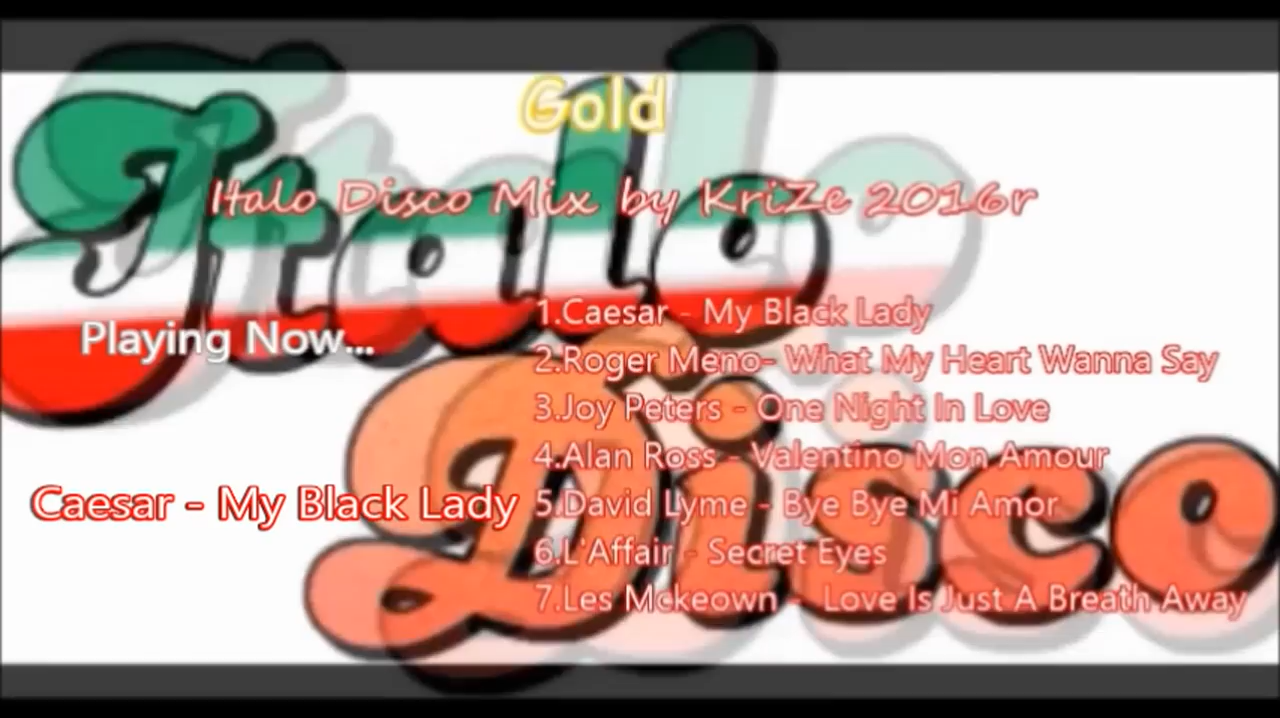 Gold
Italo
Italo Disco Mix by KriZe 2016r
Playing Now...
1.Caesar - My Black Lady
2.Roger Meno- What My Heart Wanna Say
3.Joy Peters - One Night In Love
4.Alan Ross - Valentino Mon Amour
Disco
Caesar - My Black Lady
5.David Lyme - Bye Bye Mi Amor
6.L'Affair - Secret Eyes
7.Les Mckeown - Love Is Just A Breath Away